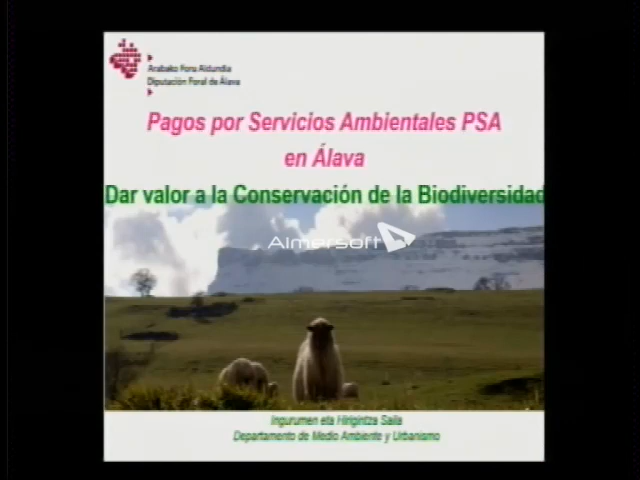 Arabako Foru Aldundia
Diputación Foral de Álava
Pagos por Servicios Ambientales PSA
en Álava
Dar valor a la Conservación de la Biodiversidad
Aimersoft
Ingurumen eta Hirigintza Saila
Departamento de Medio Ambiente y Urbanismo